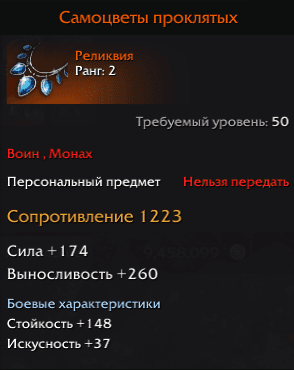 Самоцветы проклятых
Реликвия
Ранг: 2
Требуемый уровень: 50
Воин , Монах
Персональный предмет Нельзя передать
Сопротивление 1223
Сила +174
Выносливость +260
Боевые характеристики
Стойкость +148
Искусность +37